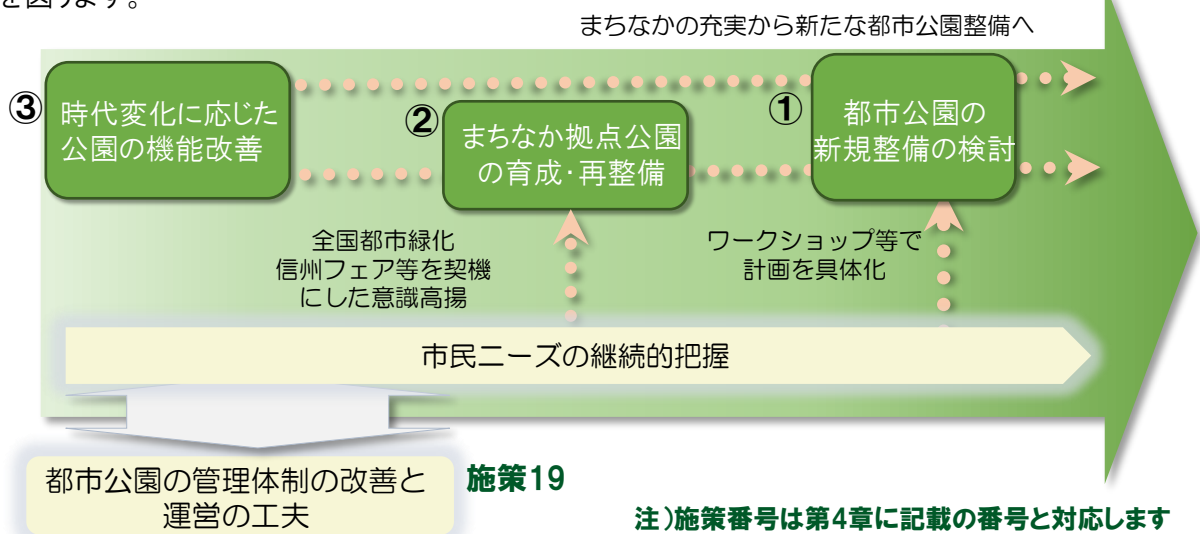 を図ります。
まちなかの充実から新たな都市公園整備へ
③
時代変化に応じた
公園の機能改善
②
まちなか拠点公園
の育成・再整備
①
都市公園の
新規整備の検討
全国都市緑化
信州フェア等を契機
にした意識高揚
ワークショップ等で
計画を具体化
市民ニーズの継続的把握
都市公園の管理体制の改善と
運営の工夫
施策19
注)施策番号は第4章に記載の番号と対応します